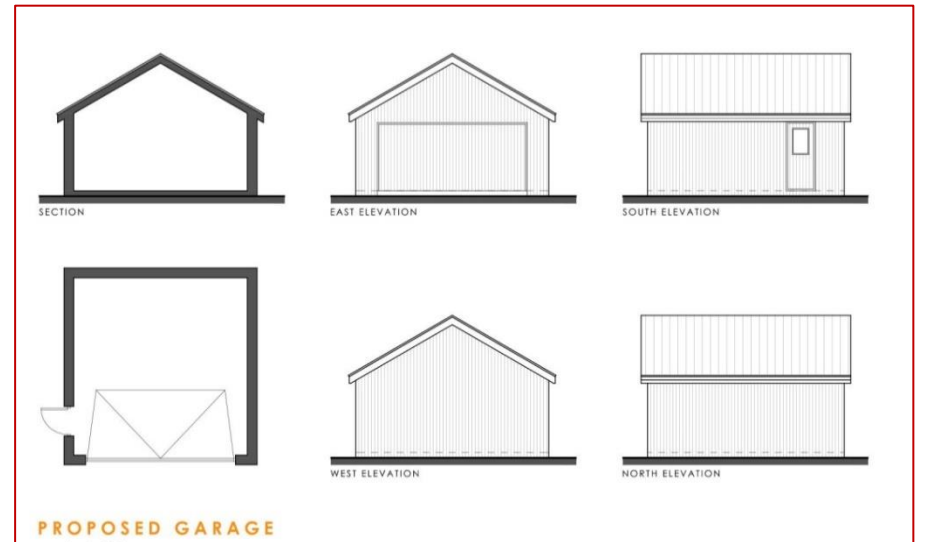 SECTION
EAST ELEVATION
SOUTH ELEVATION
WEST ELEVATION
NORTH ELEVATION
PROPOSED GARAGE